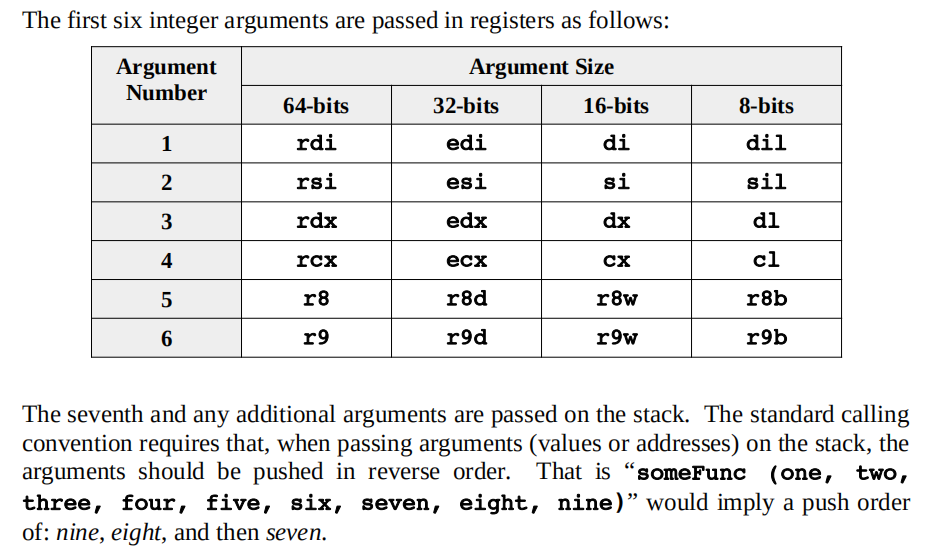 The first six integer arguments are passed in registers as follows:
Argument Number Argument Size
64-bits 32-bits 16-bits 8-bits
1 rdi edi di dil
2 rsi esi si sil
3 rdx edx dx dl
4 rcx ecx cx cl
5 r8 r8d r8w r8b
6 r9 r9d r9w r9b
The seventh and any additional arguments are passed on the stack. The standard calling
convention requires that, when passing arguments (values or addresses) on the stack, the
arguments should be pushed in reverse order. That is “someFunc (one, two,
three, four, five, six, seven, eight, nine)” would imply a push order
of: nine, eight, and then seven.